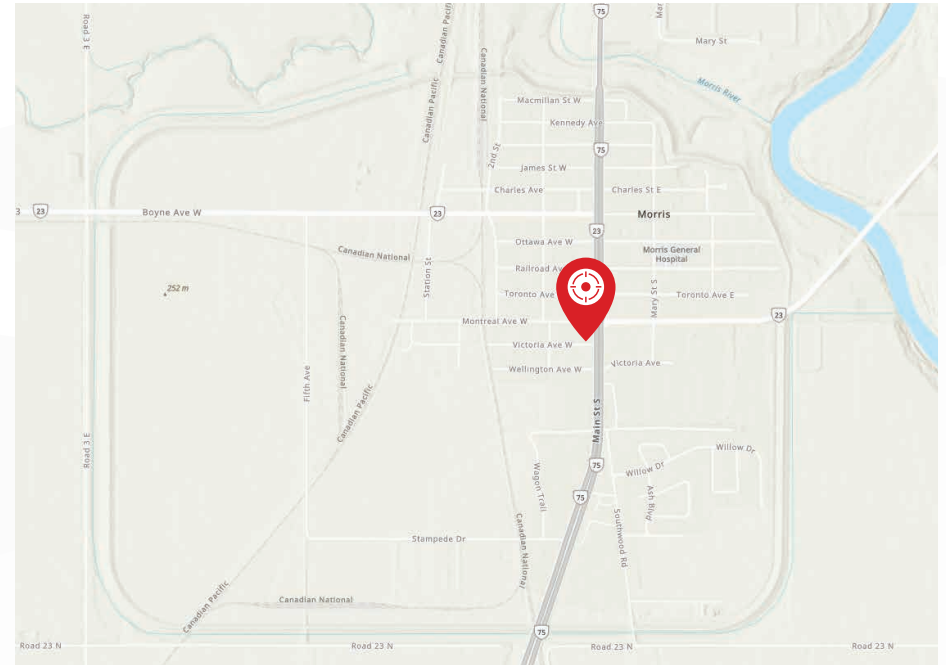 Canadian Pacifi
75
Mar
Road 3 E
Mary St
Canadian National
Morris River
Canadian Pacific
Macmillan St W
Kennedy Ave
75
2nd St
James St W
Charles Ave
Charles St E
3
23
Boyne Ave W
23
Morris
23
Ottawa Ave W
Morris General
Hospital
Canadian National
Railroad Av
Station St
252 m
Toronto Ave
Mary St S
Toronto Ave E
23
Montreal Ave W
Canadian National
Victoria Ave W
Victoria Ave
Wellington Ave W
Fifth Ave
Canadian Pacific
Main St S
Road 3 E
Willow Dr
75
Willow Dr
Wagon Trail
75
Ash Blvd
Southwood Rd
Stampede Dr
Canadian National
Canadian Pacific
Canadian National
75
Road 23 N
Road 23 N
Road 23 N
Road 23 N